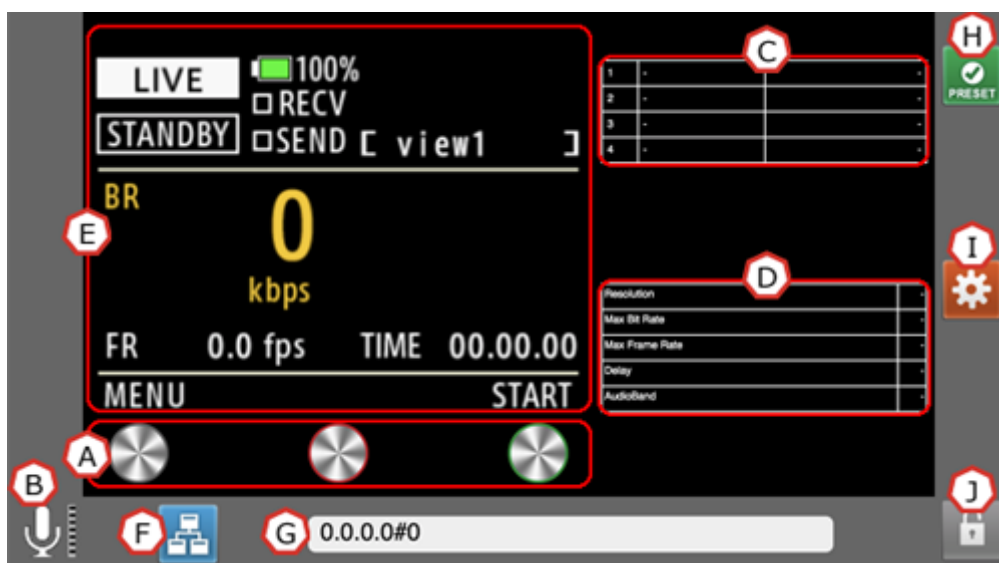 H
C
LIVE 100%
PRESET
RECV
STANDBY SEND [ view1 ]
1 - -
2 - -
3 - -
4 - -
BR
E
0
kbps
I
D
Resolution -
Max Bit Rate -
Max Frame Rate -
Delay -
AudioBand -
FR 0.0 fps TIME 00.00.00
MENU START
A
B
J
F
G 0.0.0.0#0